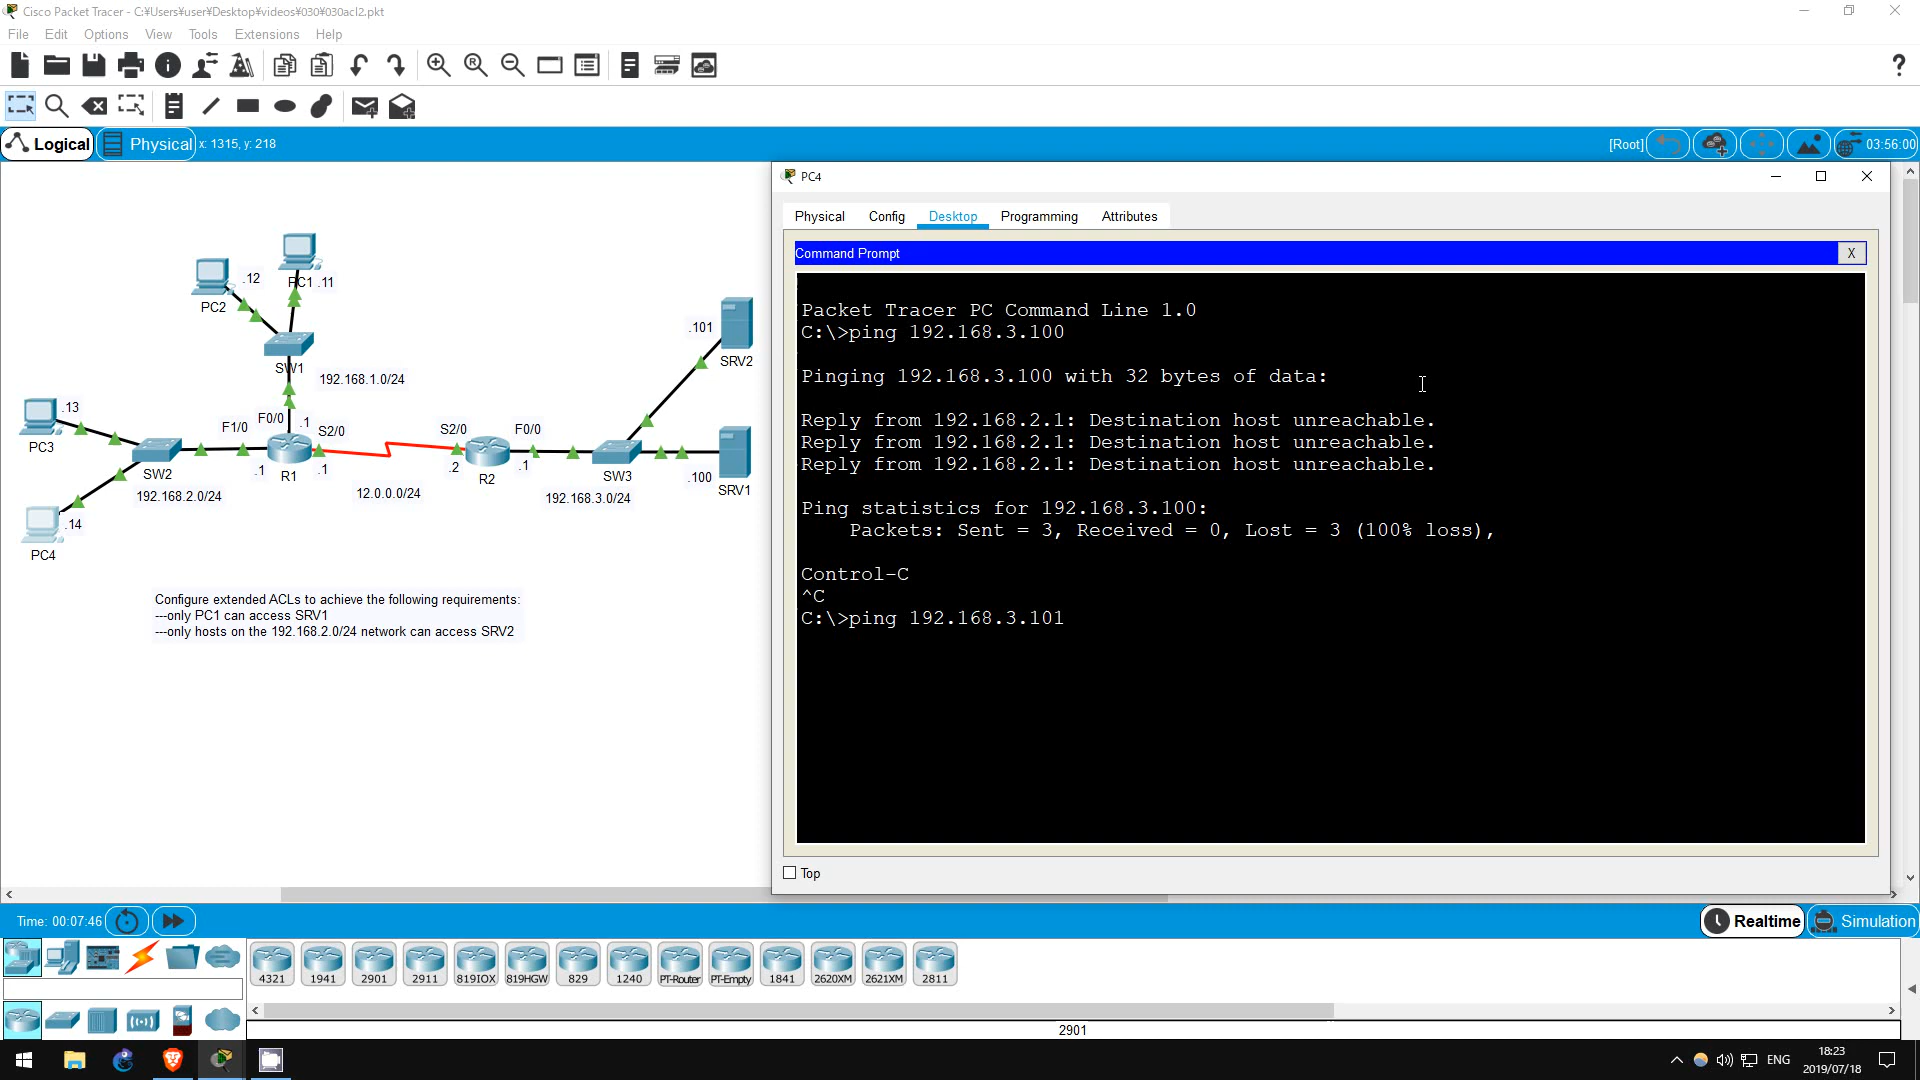 Cisco Packet Tracer - C:¥Users¥user¥Desktop¥videos¥030¥030acl2.pkt
File Edit Options View Tools Extensions Help
Logical Physical x: 1315, y: 218 [Root] 03:56:00
PC4
Physical Config Desktop Programming Attributes
Command Prompt X
Packet Tracer PC Command Line 1.0
C:\>ping 192.168.3.100
Pinging 192.168.3.100 with 32 bytes of data:
Reply from 192.168.2.1: Destination host unreachable.
Reply from 192.168.2.1: Destination host unreachable.
Reply from 192.168.2.1: Destination host unreachable.
Ping statistics for 192.168.3.100:
Packets: Sent = 3, Received = 0, Lost = 3 (100% loss),
Control-C
^C
C:\>ping 192.168.3.101
Top
.12
PC1 .11
PC2
.101
SRV2
SW1
192.168.1.0/24
.13
PC3
F1/0 F0/0 .1 S2/0
S2/0 F0/0
SW2
.1 R1 .1
.2 R2 .1
SW3
.100
SRV1
192.168.2.0/24
12.0.0.0/24
192.168.3.0/24
.14
PC4
Configure extended ACLs to achieve the following requirements:
---only PC1 can access SRV1
---only hosts on the 192.168.2.0/24 network can access SRV2
Time: 00:07:46 Realtime Simulation
4321 1941 2901 2911 819IOX 819HGW 829 1240 PT-Router PT-Empty 1841 2620XM 2621XM 2811
2901
ENG
18:23
2019/07/18